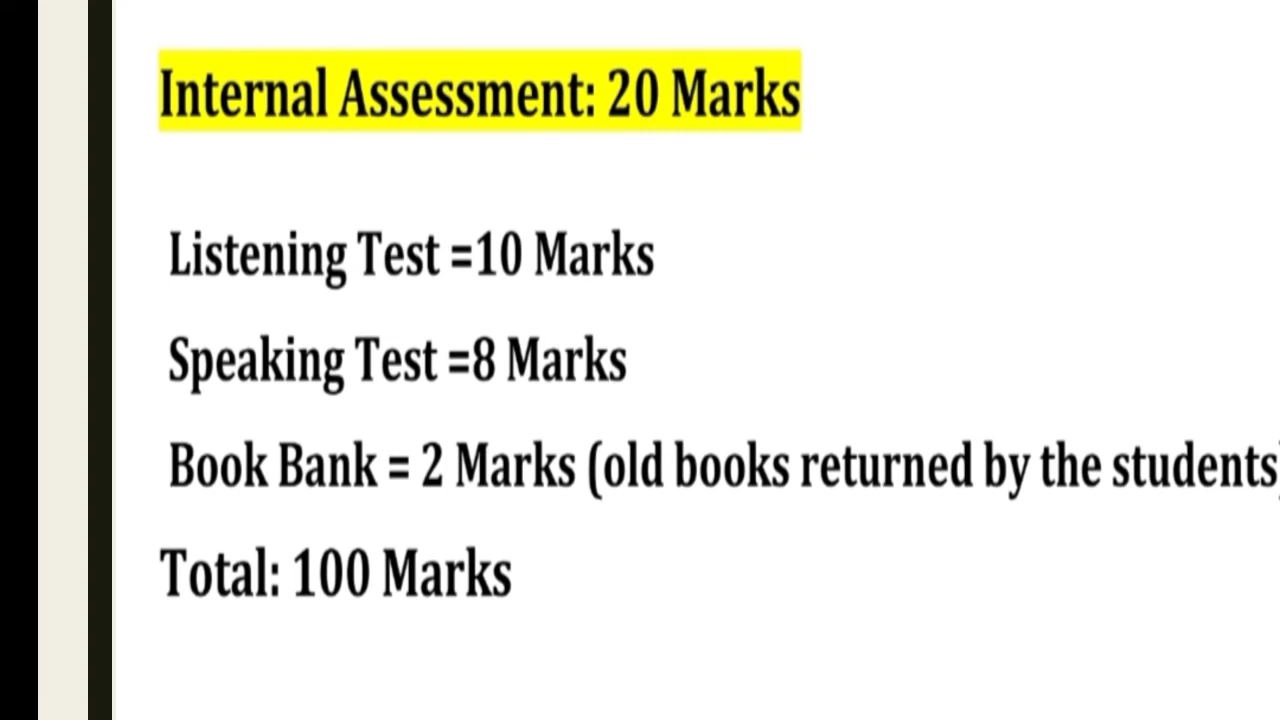 Internal Assessment: 20 Marks
Listening Test =10 Marks
Speaking Test =8 Marks
Book Bank = 2 Marks (old books returned by the students)
Total: 100 Marks